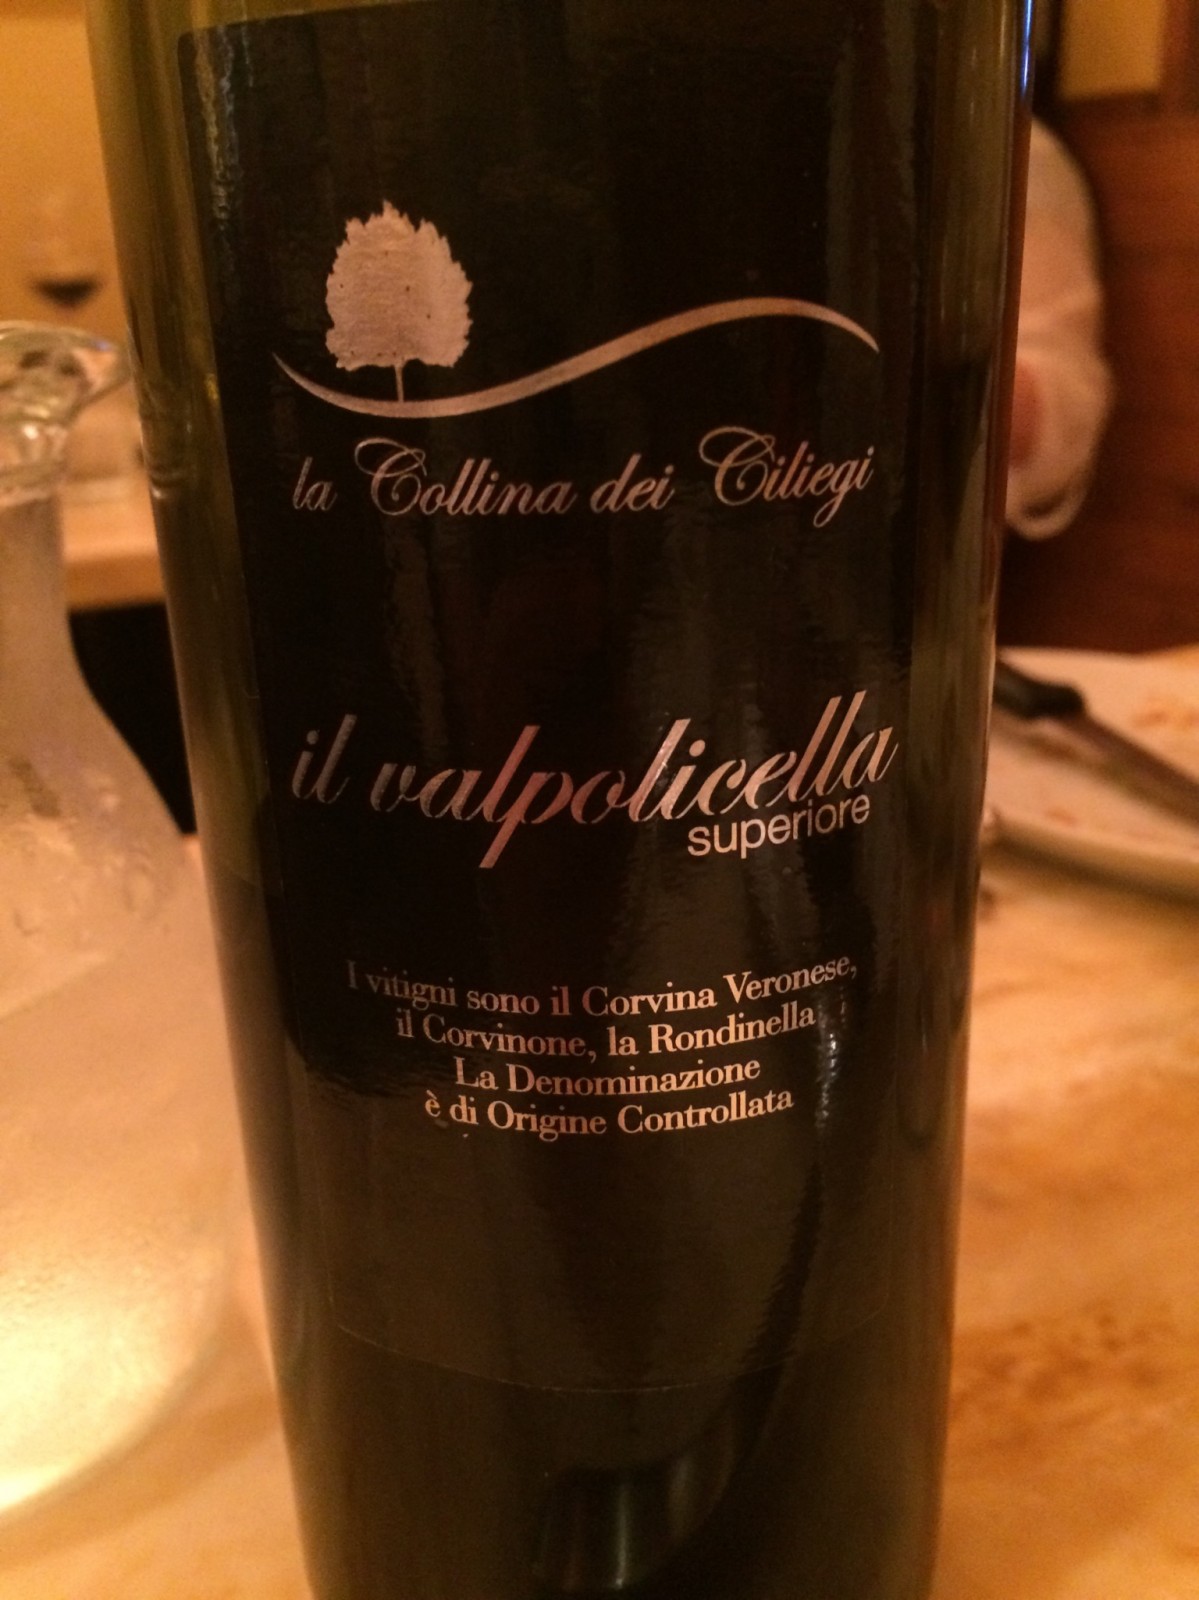 la Collina dei Ciliegi
il valpolicella
superiore
I vitigni sono il Corvina Veronese,
il Corvinone, la Rondinella
La Denominazione
è di Origine Controllata